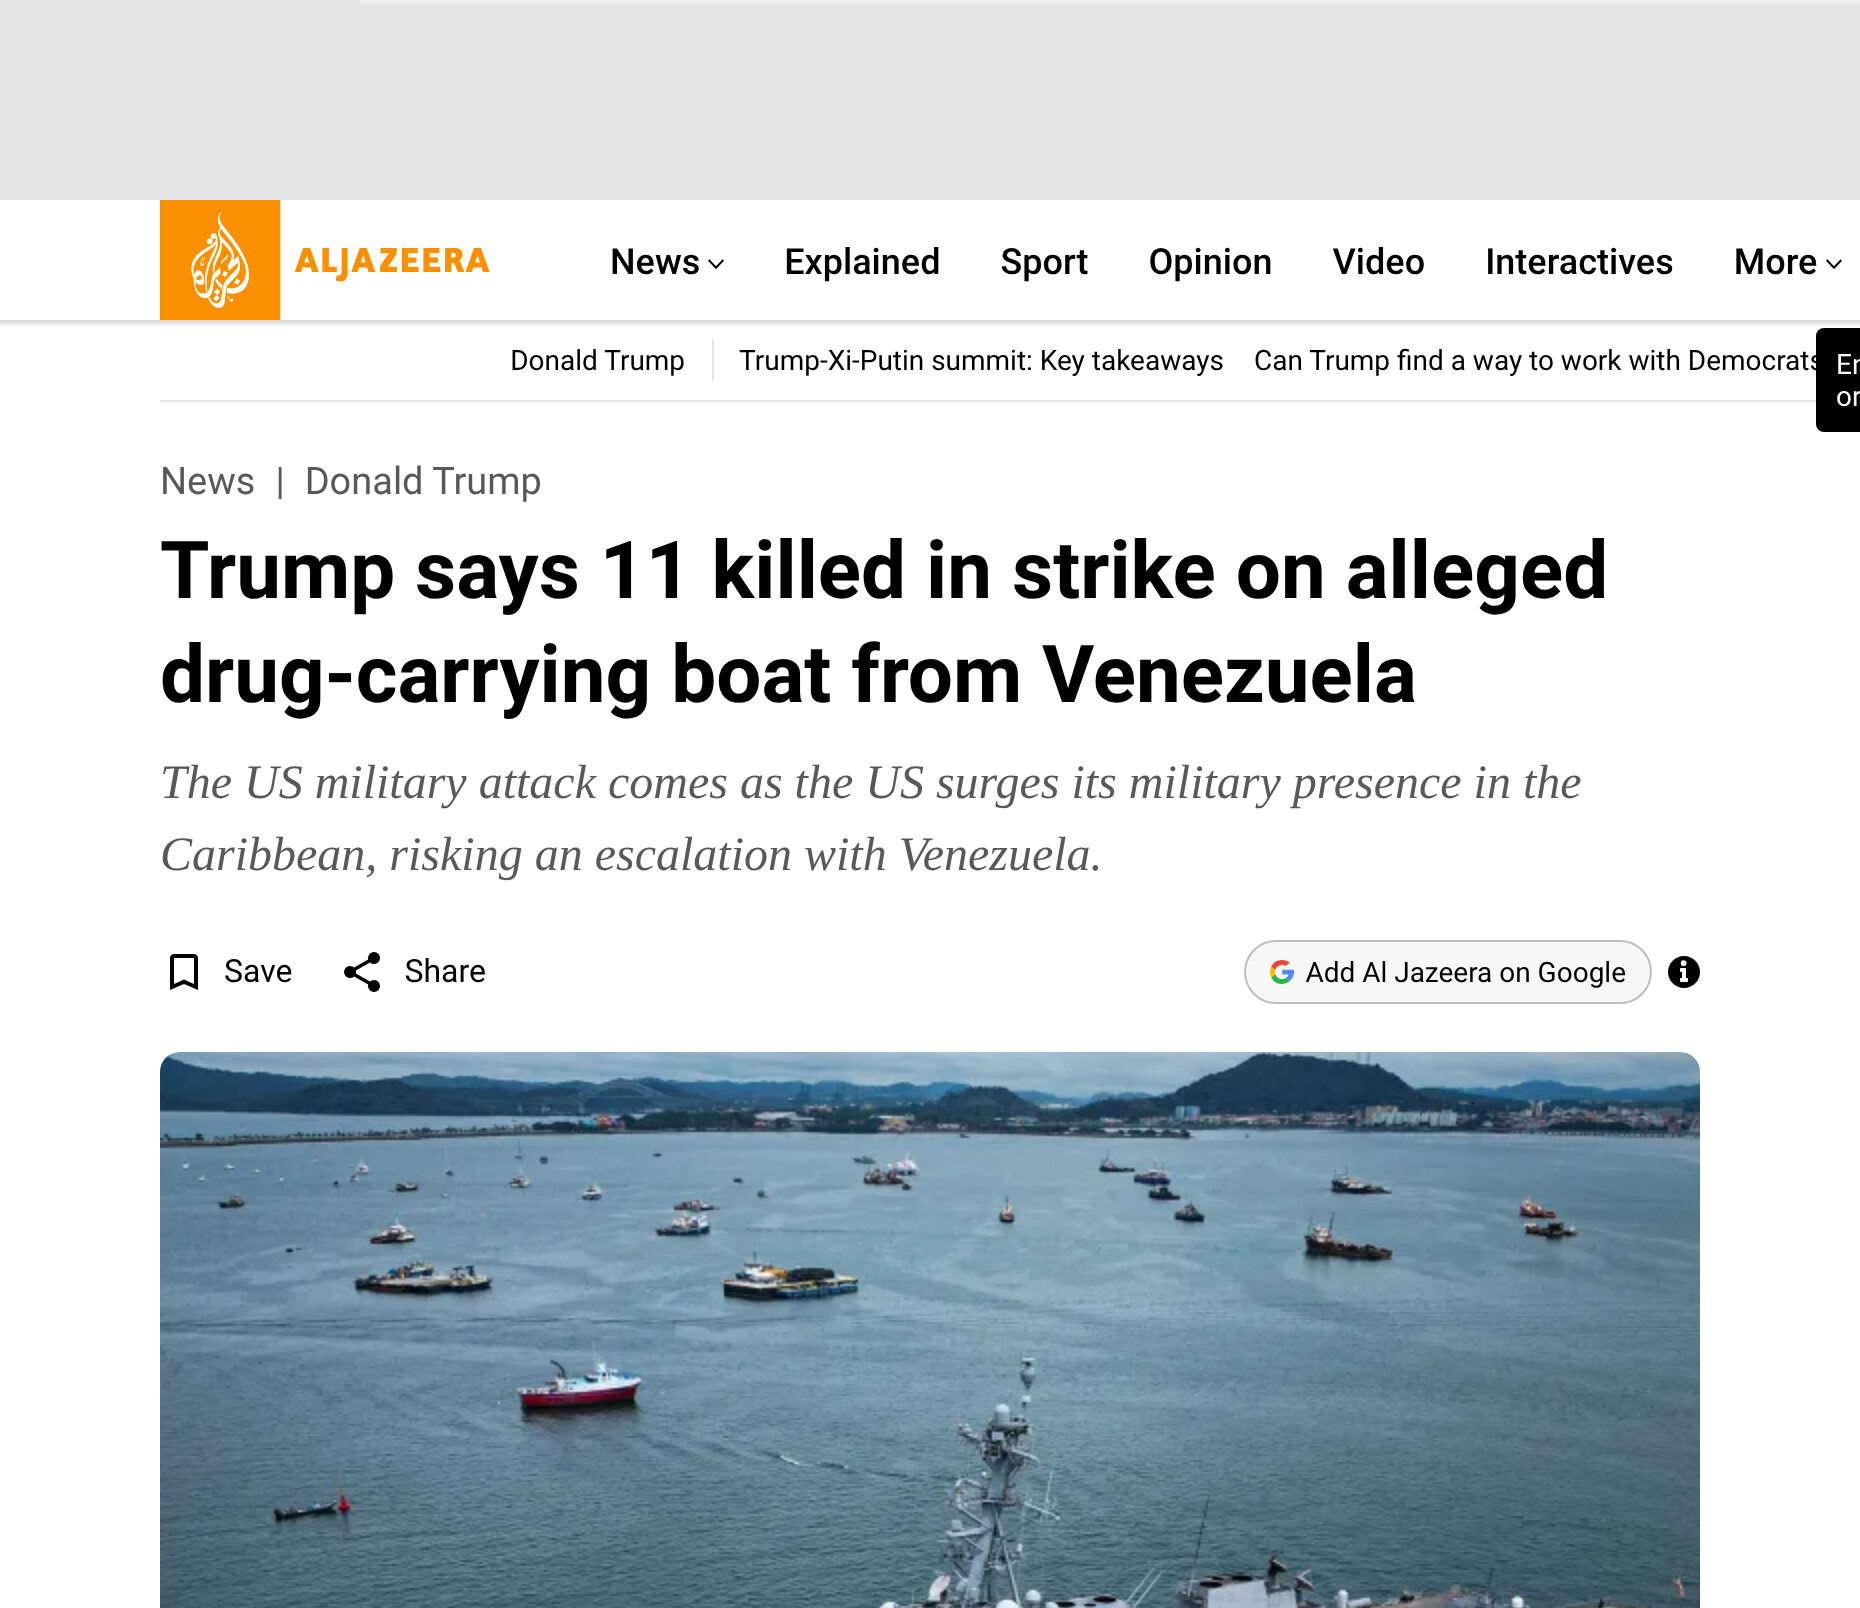 ALJAZEERA
News Explained Sport Opinion Video Interactives More
Donald Trump Trump-Xi-Putin summit: Key takeaways Can Trump find a way to work with Democrats
News | Donald Trump
Trump says 11 killed in strike on alleged
drug-carrying boat from Venezuela
The US military attack comes as the US surges its military presence in the
Caribbean, risking an escalation with Venezuela.
Save Share Add Al Jazeera on Google